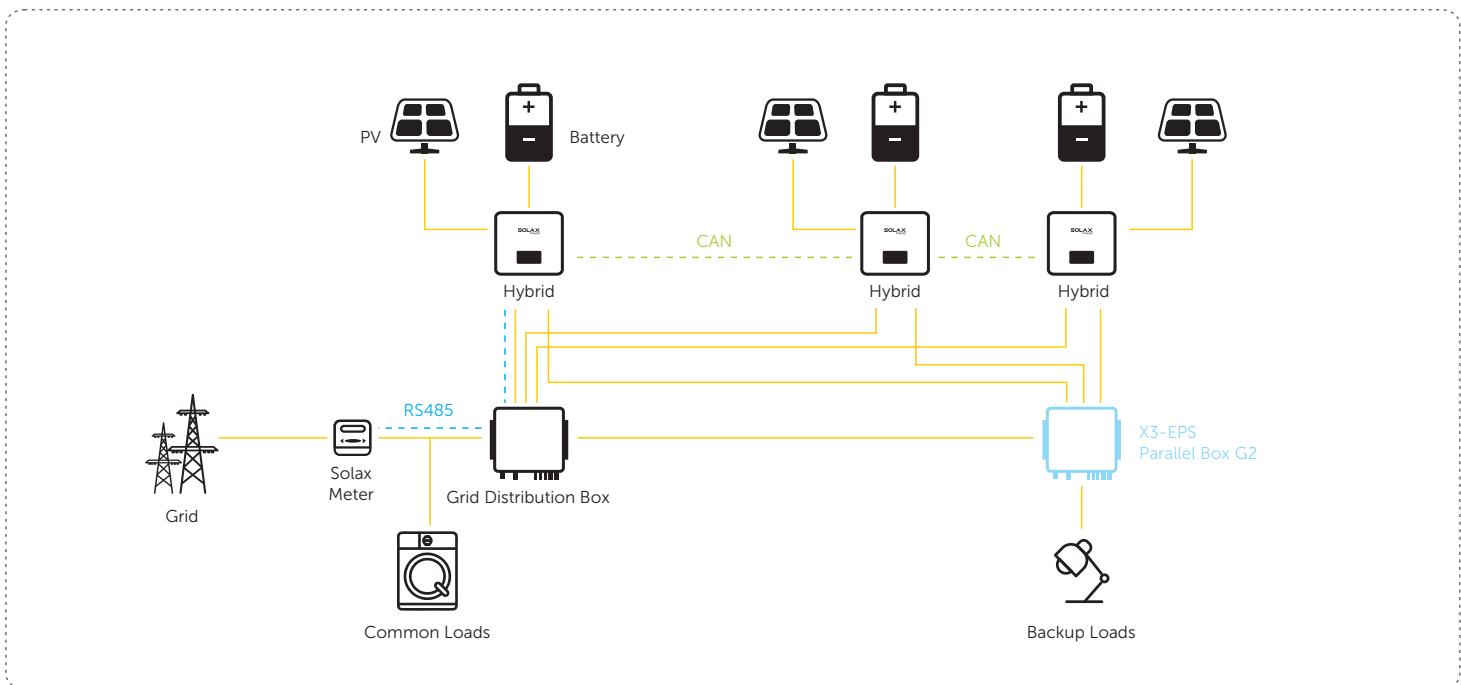 PV
Battery
SOLAX
SOLAX
SOLAX
CAN
CAN
Hybrid
Hybrid
Hybrid
RS485
X3-EPS
Parallel Box G2
Solax
Meter
Grid Distribution Box
Grid
Common Loads
Backup Loads